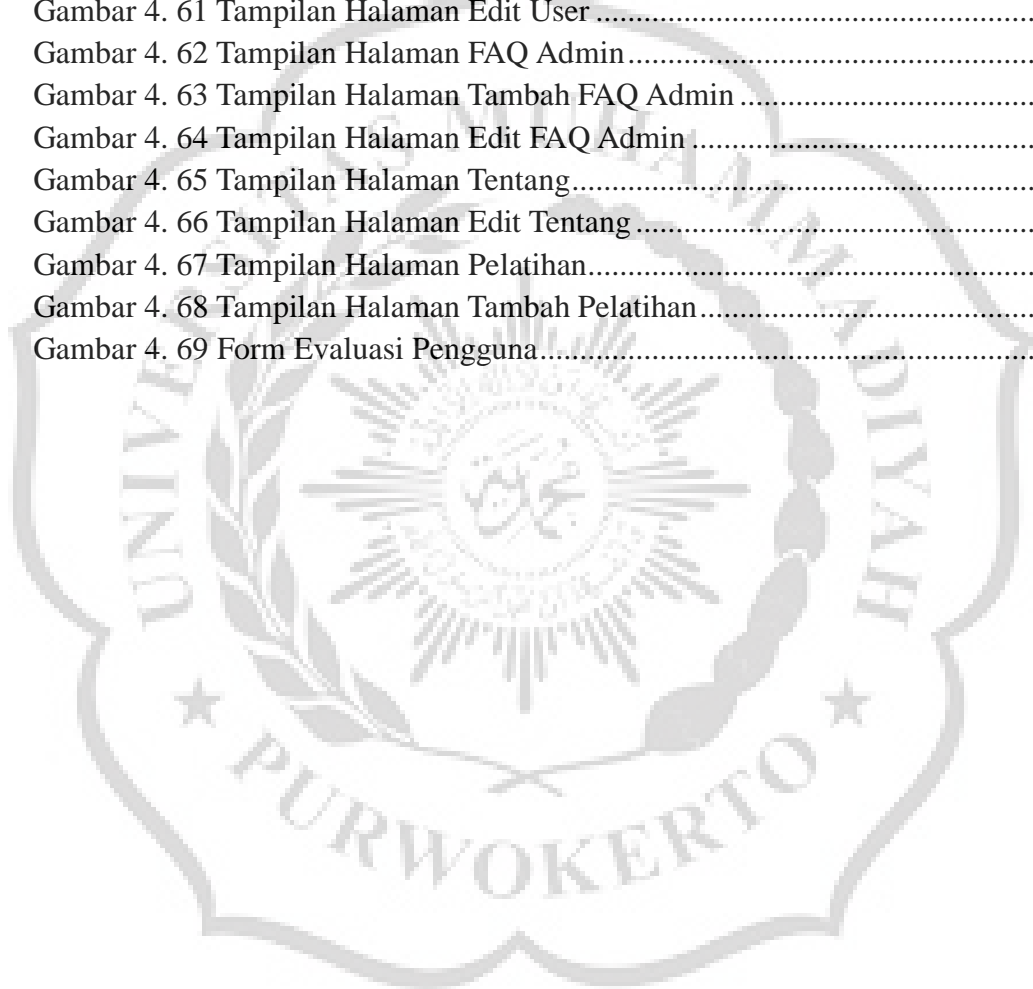 Gambar 4. 61 Tampilan Halaman Edit User ........................................................
Gambar 4. 62 Tampilan Halaman FAQ Admin ...................................................
Gambar 4. 63 Tampilan Halaman Tambah FAQ Admin .....................................
Gambar 4. 64 Tampilan Halaman Edit FAQ Admin ...........................................
Gambar 4. 65 Tampilan Halaman Tentang..........................................................
Gambar 4. 66 Tampilan Halaman Edit Tentang ..................................................
Gambar 4. 67 Tampilan Halaman Pelatihan........................................................
Gambar 4. 68 Tampilan Halaman Tambah Pelatihan..........................................
Gambar 4. 69 Form Evaluasi Pengguna..............................................................
UNIVERSITAS MUHAMMADIYAH
PURWOKERTO